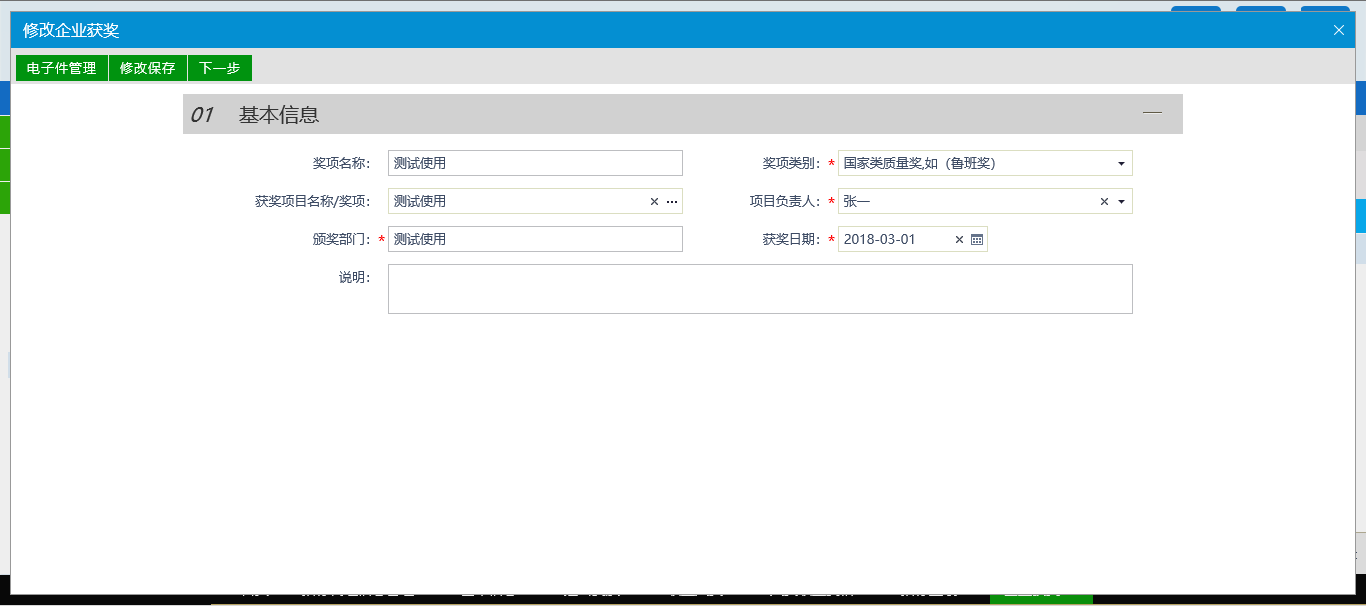 修改企业获奖
电子件管理 修改保存 下一步
01 基本信息
奖项名称： 测试使用 奖项类别：* 国家类质量奖,如（鲁班奖）
获奖项目名称/奖项： 测试使用 项目负责人：* 张一
颁奖部门：* 测试使用 获奖日期：* 2018-03-01
说明：